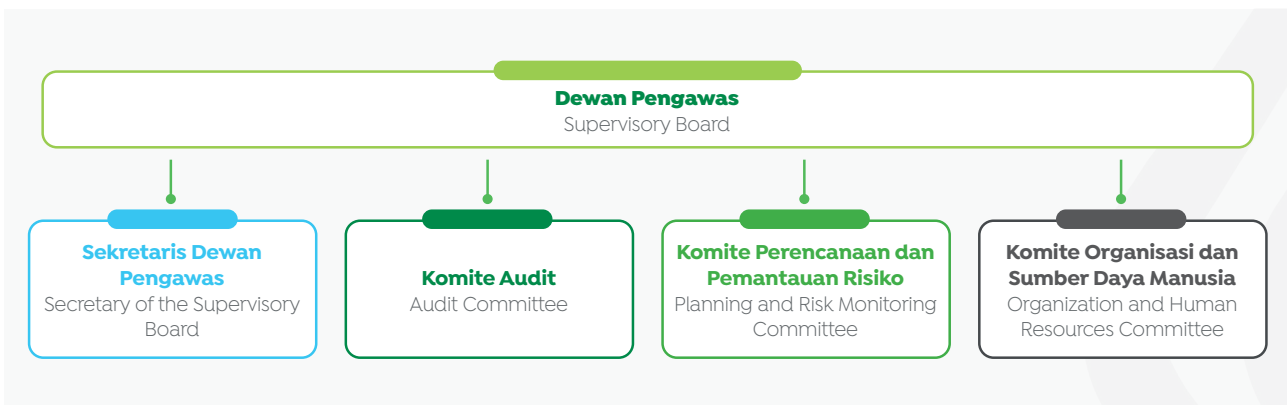 Dewan Pengawas
Supervisory Board
Sekretaris Dewan
Pengawas
Secretary of the Supervisory
Board
Komite Audit
Audit Committee
Komite Perencanaan dan
Pemantauan Risiko
Planning and Risk Monitoring
Committee
Komite Organisasi dan
Sumber Daya Manusia
Organization and Human
Resources Committee